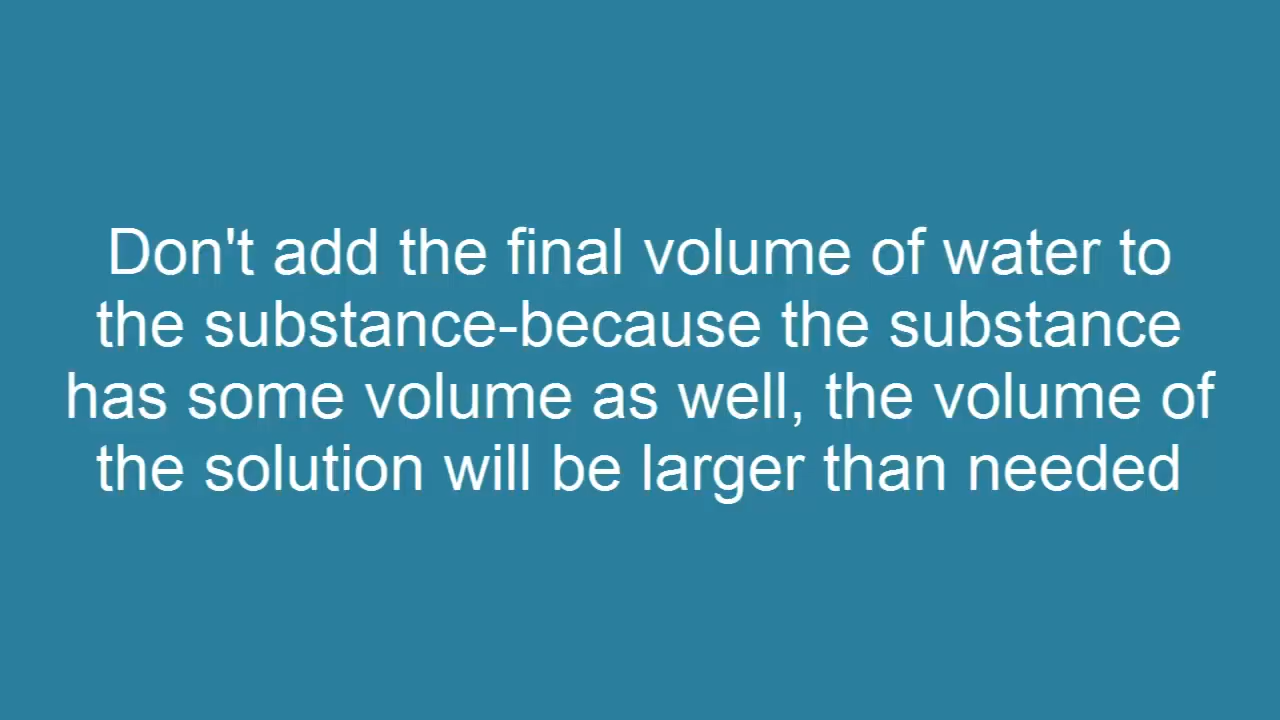 Don't add the final volume of water to
the substance-because the substance
has some volume as well, the volume of
the solution will be larger than needed